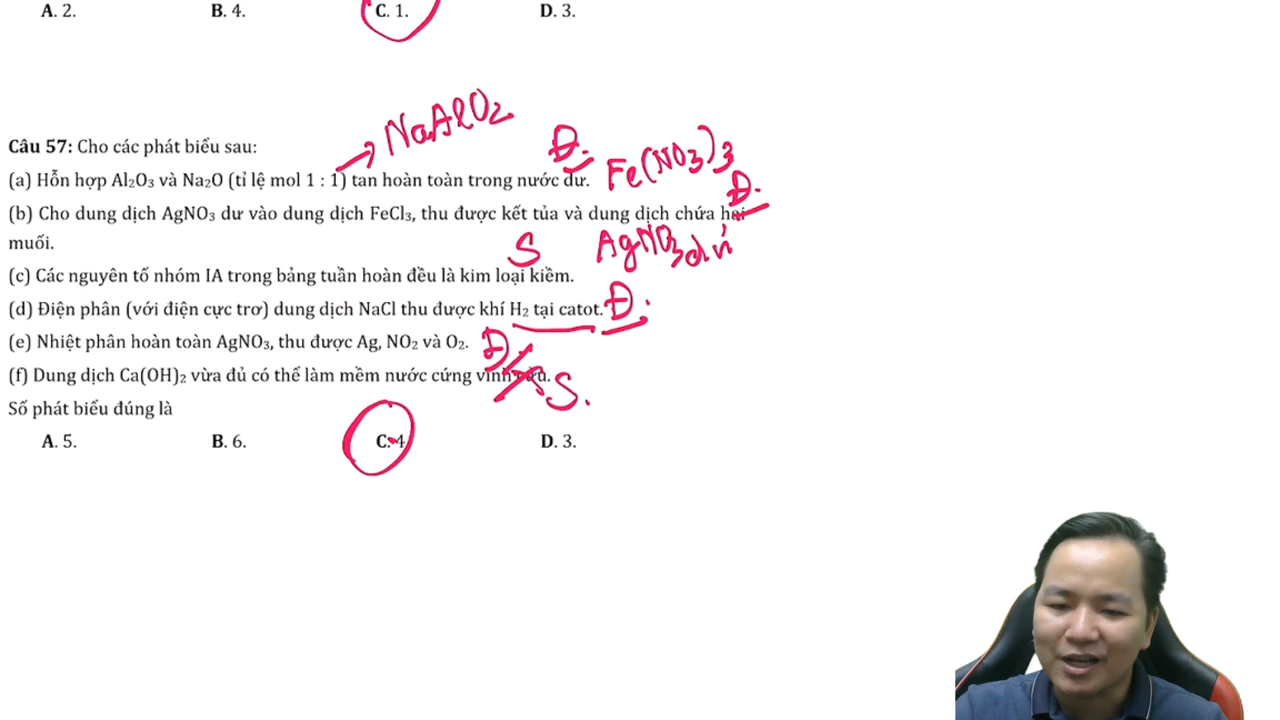 A. 2. B. 4. C. 1. D. 3.
NaAlO2
Câu 57: Cho các phát biểu sau:
Đ.
(a) Hỗn hợp Al₂O₃ và Na₂O (tỉ lệ mol 1 : 1) tan hoàn toàn trong nước dư.
Fe(NO3)3
Đ.
(b) Cho dung dịch AgNO₃ dư vào dung dịch FeCl₃, thu được kết tủa và dung dịch chứa hai
muối.
S
AgNO3 dư
(c) Các nguyên tố nhóm IA trong bảng tuần hoàn đều là kim loại kiềm.
(d) Điện phân (với điện cực trơ) dung dịch NaCl thu được khí H₂ tại catot. Đ.
(e) Nhiệt phân hoàn toàn AgNO₃, thu được Ag, NO₂ và O₂. Đ
(f) Dung dịch Ca(OH)₂ vừa đủ có thể làm mềm nước cứng vĩnh cửu. S.
Số phát biểu đúng là
A. 5. B. 6. C. 4 D. 3.